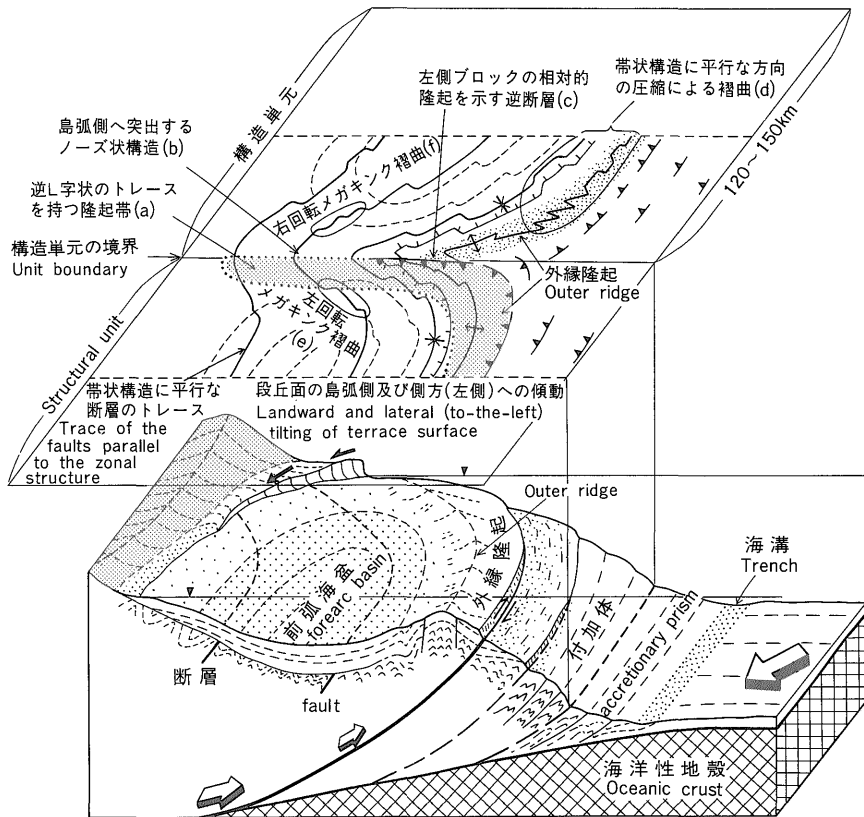 構造単元
左側ブロックの相対的
隆起を示す逆断層(c)
帯状構造に平行な方向
の圧縮による褶曲(d)
島弧側へ突出する
ノーズ状構造(b)
右回転メガキンク褶曲(f)
120～150km
逆L字状のトレース
を持つ隆起帯(a)
構造単元の境界
Unit boundary
外縁隆起
Outer ridge
左回転
メガキンク褶曲
(e)
Structural unit
帯状構造に平行な
断層のトレース
Trace of the
faults parallel
to the zonal
structure
段丘面の島弧側及び側方(左側)への傾動
Landward and lateral (to-the-left)
tilting of terrace surface
Outer ridge
外縁隆起
海溝
Trench
前弧海盆
forearc basin
付加体
accretionary prism
断層
fault
海洋性地殻
Oceanic crust